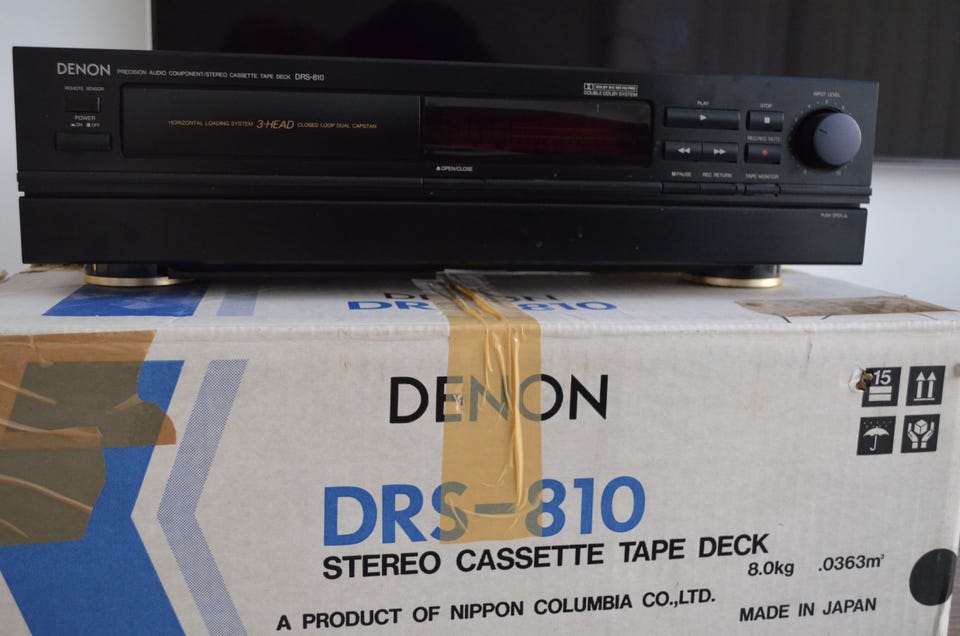 DENON PRECISION AUDIO COMPONENT/STEREO CASSETTE TAPE DECK DRS-810
REMOTE SENSOR
POWER
ON OFF
HORIZONTAL LOADING SYSTEM 3-HEAD CLOSED LOOP DUAL CAPSTAN
DOUBLE DOLBY SYSTEM
▲OPEN/CLOSE
PLAY
STOP
INPUT LEVEL
REC/REC MUTE
PAUSE REC RETURN TAPE MONITOR
PUSH OPEN
DENON
DRS-810
DENON
15
DRS-810
STEREO CASSETTE TAPE DECK
8.0kg .0363m³
A PRODUCT OF NIPPON COLUMBIA CO.,LTD.
MADE IN JAPAN